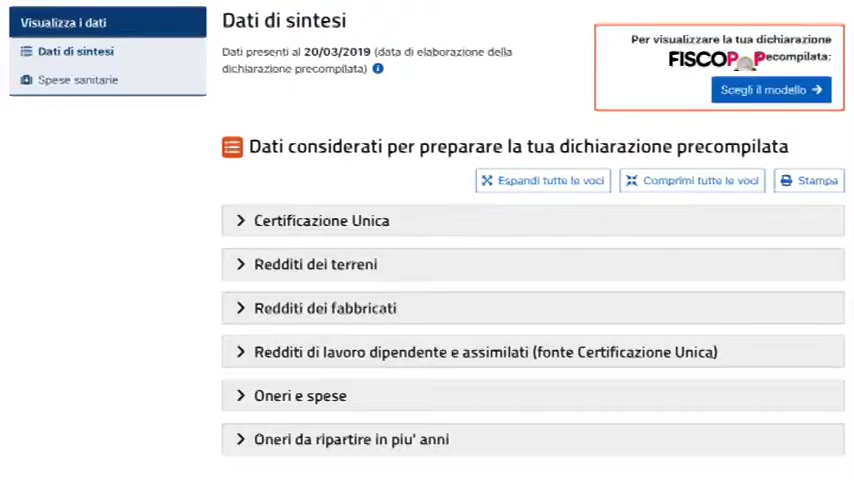 Visualizza i dati
Dati di sintesi
Spese sanitarie
Dati di sintesi
Dati presenti al 20/03/2019 (data di elaborazione della
dichiarazione precompilata)
Per visualizzare la tua dichiarazione
FISCOPOP
ecompilata:
Scegli il modello
Dati considerati per preparare la tua dichiarazione precompilata
Espandi tutte le voci
Comprimi tutte le voci
Stampa
Certificazione Unica
Redditi dei terreni
Redditi dei fabbricati
Redditi di lavoro dipendente e assimilati (fonte Certificazione Unica)
Oneri e spese
Oneri da ripartire in piu' anni